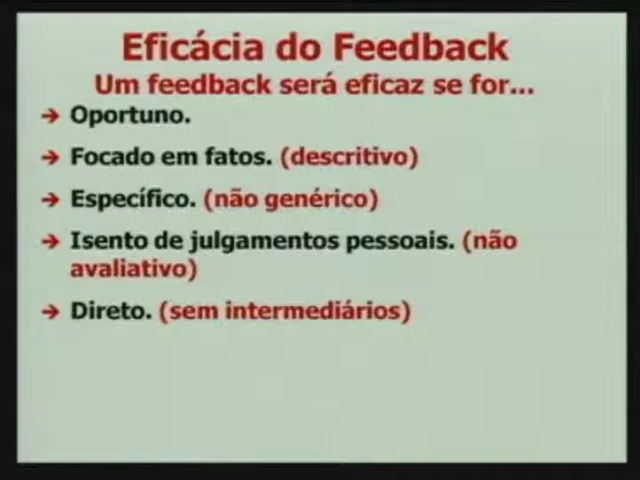 Eficácia do Feedback
Um feedback será eficaz se for...
➔ Oportuno.
➔ Focado em fatos. (descritivo)
➔ Específico. (não genérico)
➔ Isento de julgamentos pessoais. (não
avaliativo)
➔ Direto. (sem intermediários)